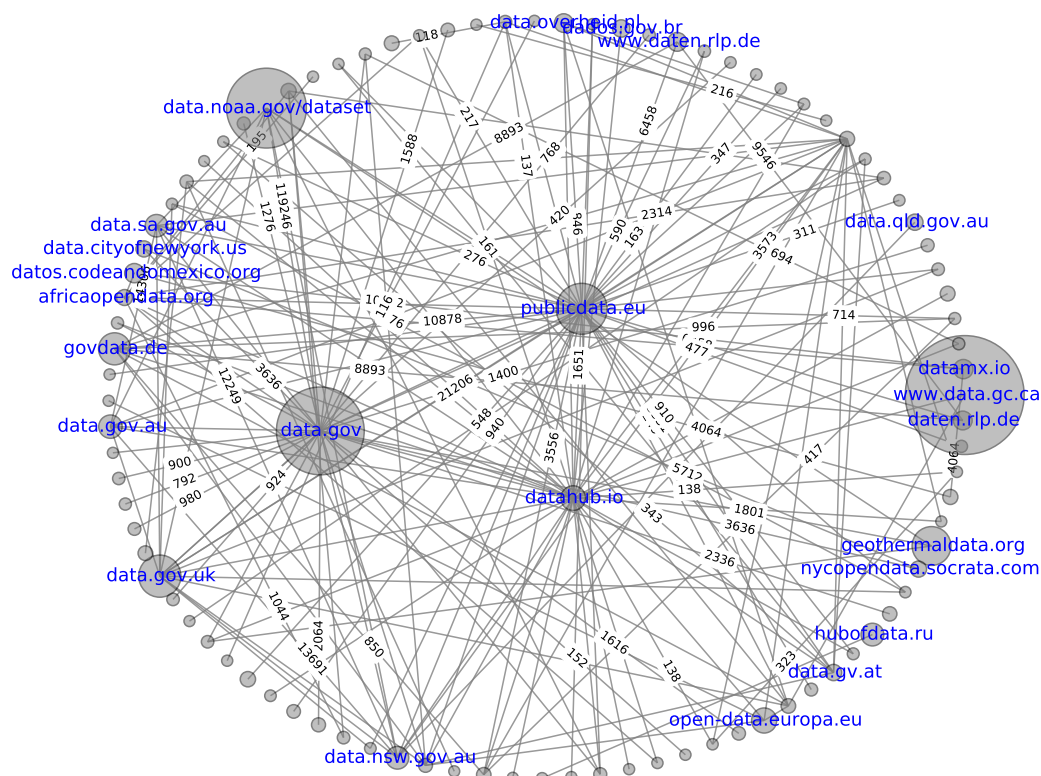 data.overheid.nl
dados.gov.br
118
www.daten.rlp.de
216
data.noaa.gov/dataset
217
6458
8893
195
1588
137
768
347
9546
119246
1276
420
946
590
163
2314
data.sa.gov.au
data.qld.gov.au
311
3573
694
161
276
data.cityofnewyork.us
datos.codeandomexico.org
africaopendata.org
116
76
10878
publicdata.eu
714
996
477
govdata.de
1651
8893
1400
3636
12249
21206
datamx.io
www.data.gc.ca
daten.rlp.de
910
548
940
4064
data.gov.au
data.gov
3556
417
4064
900
792
980
924
5712
138
datahub.io
343
1801
3636
geothermaldata.org
2336
nycopendata.socrata.com
data.gov.uk
1044
2064
850
13691
1616
152
138
hubofdata.ru
323
data.gv.at
open-data.europa.eu
data.nsw.gov.au